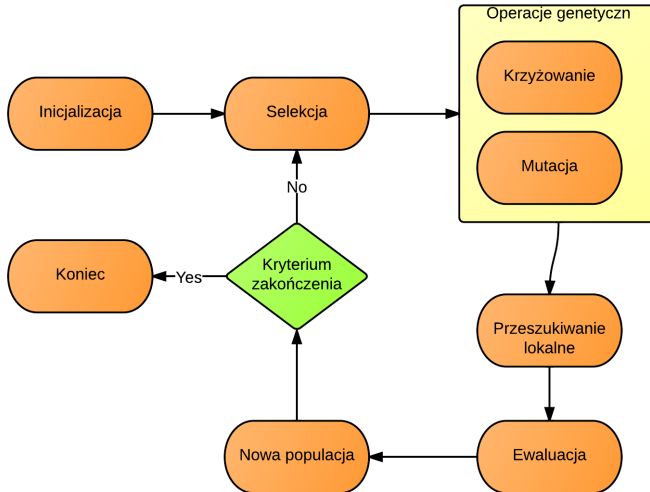 Operacje genetyczn
Krzyżowanie
Inicjalizacja
Selekcja
Mutacja
No
Kryterium
zakończenia
Koniec
Yes
Przeszukiwanie
lokalne
Nowa populacja
Ewaluacja